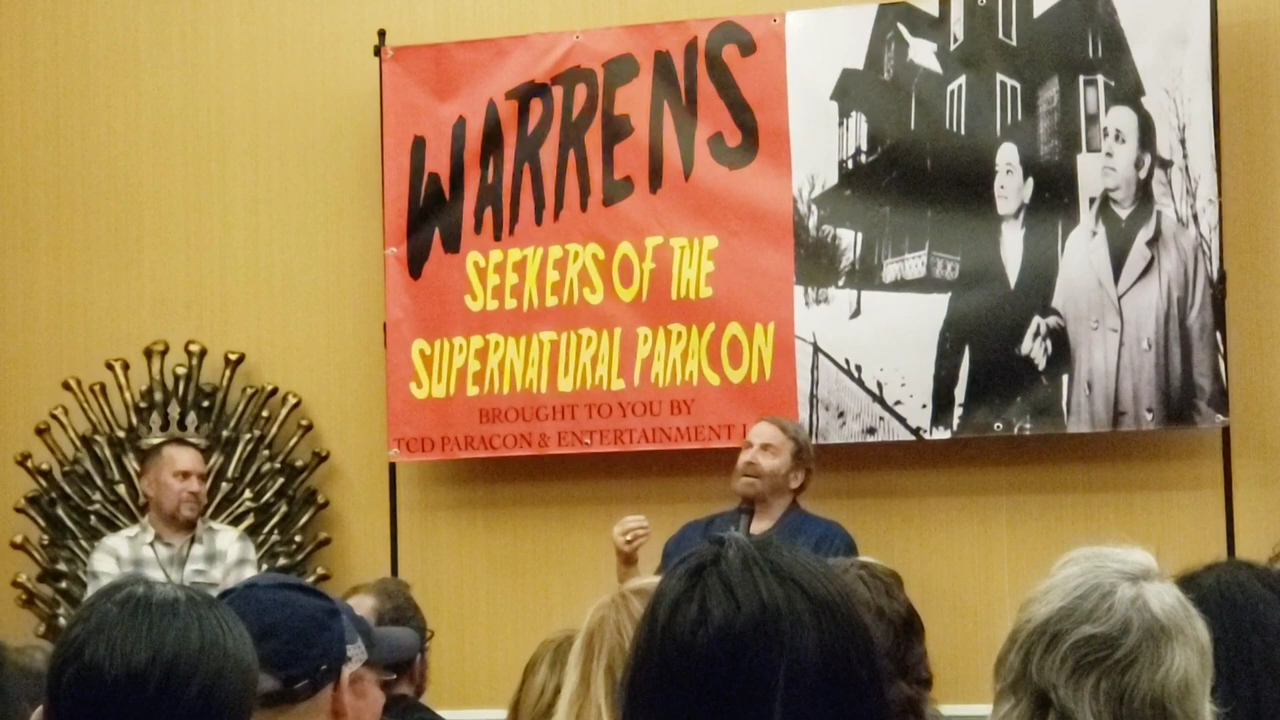 WARRENS
SEEKERS OF THE
SUPERNATURAL PARACON
BROUGHT TO YOU BY
TCD PARACON & ENTERTAINMENT